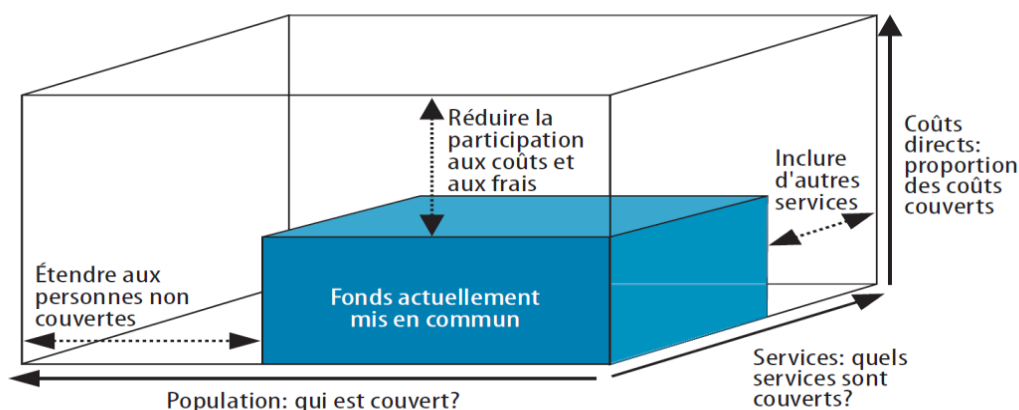 Réduire la
participation
aux coûts et
aux frais
Coûts
directs:
proportion
des coûts
couverts
Inclure
d'autres
services
Étendre aux
personnes non
couvertes
Fonds actuellement
mis en commun
Services: quels
services sont
couverts?
Population: qui est couvert?